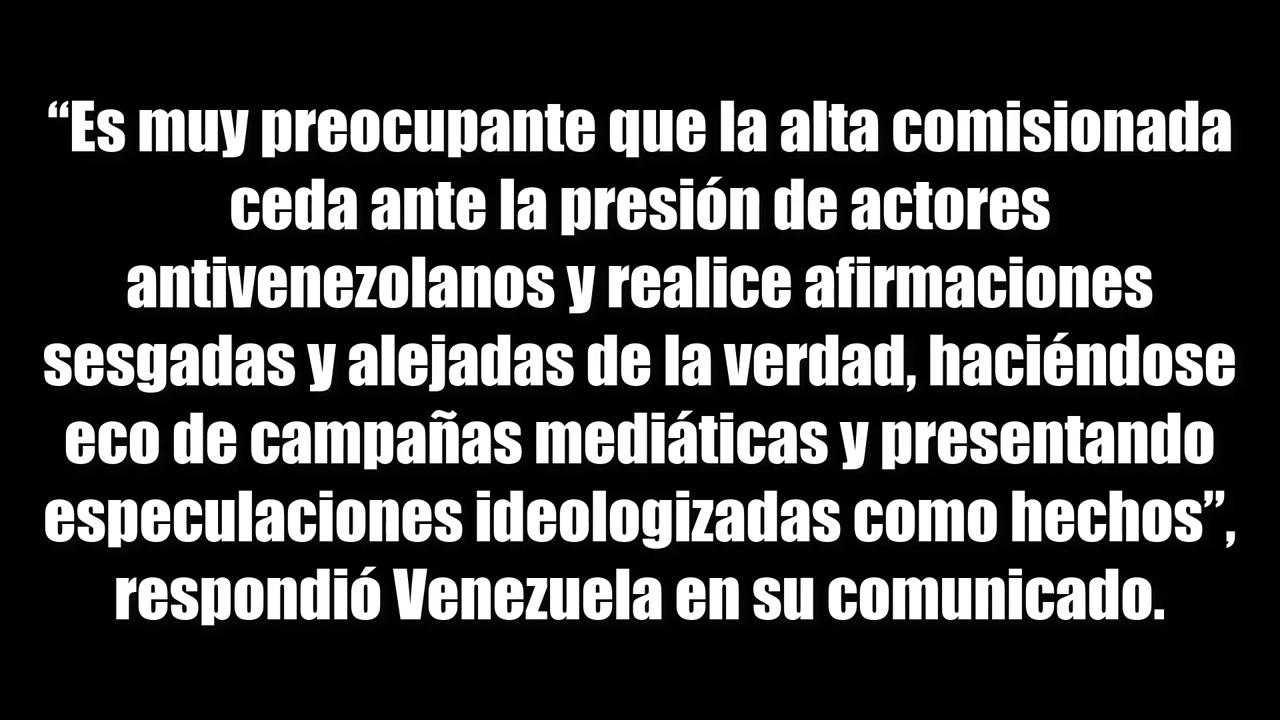 “Es muy preocupante que la alta comisionada
ceda ante la presión de actores
antivenezolanos y realice afirmaciones
sesgadas y alejadas de la verdad, haciéndose
eco de campañas mediáticas y presentando
especulaciones ideologizadas como hechos”,
respondió Venezuela en su comunicado.